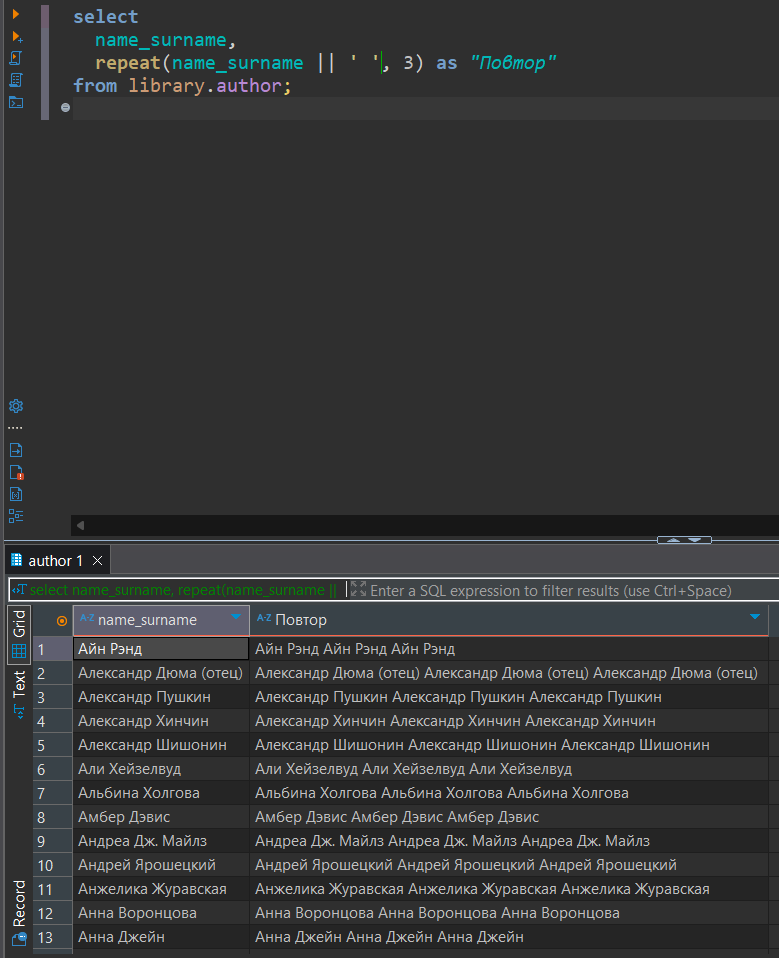 select
name_surname,
repeat(name_surname || ' ', 3) as "Повтор"
from library.author;
author 1
select name_surname, repeat(name_surname || Enter a SQL expression to filter results (use Ctrl+Space)
Grid
Text
Record
A-Z name_surname A-Z Повтор
1 Айн Рэнд Айн Рэнд Айн Рэнд Айн Рэнд
2 Александр Дюма (отец) Александр Дюма (отец) Александр Дюма (отец) Александр Дюма (отец)
3 Александр Пушкин Александр Пушкин Александр Пушкин Александр Пушкин
4 Александр Хинчин Александр Хинчин Александр Хинчин Александр Хинчин
5 Александр Шишонин Александр Шишонин Александр Шишонин Александр Шишонин
6 Али Хейзелвуд Али Хейзелвуд Али Хейзелвуд Али Хейзелвуд
7 Альбина Холгова Альбина Холгова Альбина Холгова Альбина Холгова
8 Амбер Дэвис Амбер Дэвис Амбер Дэвис Амбер Дэвис
9 Андреа Дж. Майлз Андреа Дж. Майлз Андреа Дж. Майлз Андреа Дж. Майлз
10 Андрей Ярошецкий Андрей Ярошецкий Андрей Ярошецкий Андрей Ярошецкий
11 Анжелика Журавская Анжелика Журавская Анжелика Журавская Анжелика Журавская
12 Анна Воронцова Анна Воронцова Анна Воронцова Анна Воронцова
13 Анна Джейн Анна Джейн Анна Джейн Анна Джейн